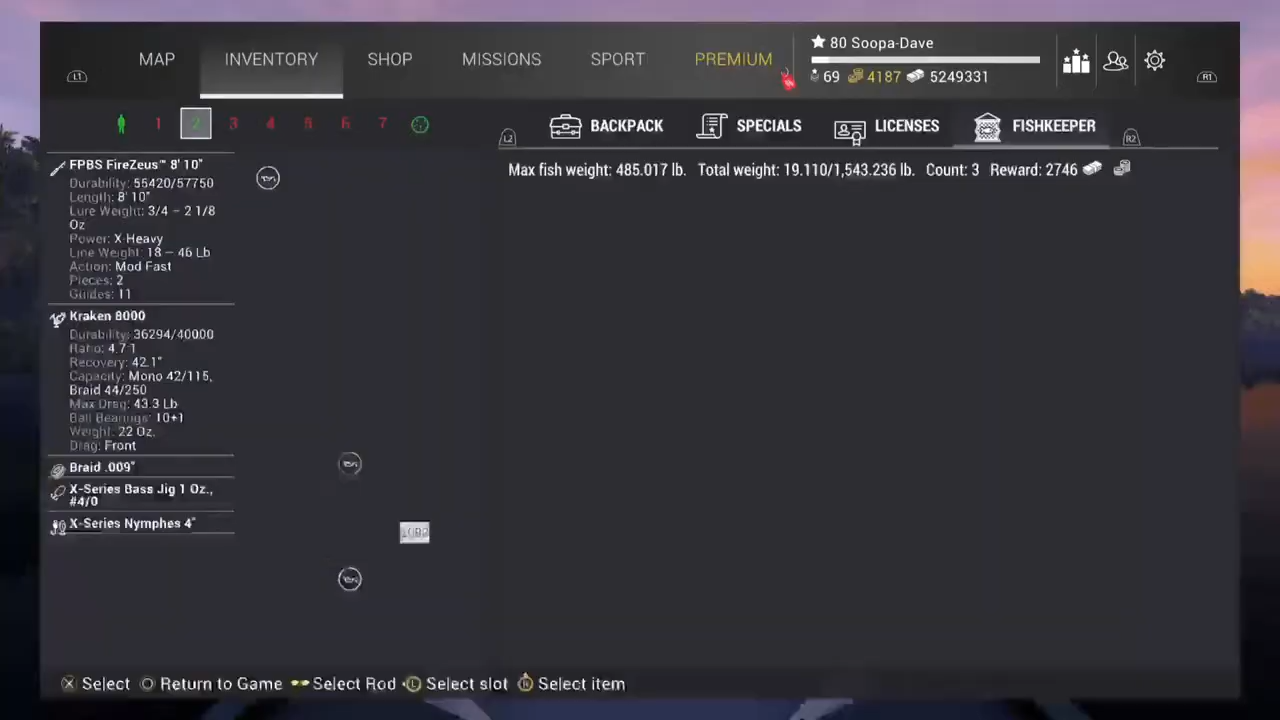 MAP INVENTORY SHOP MISSIONS SPORT PREMIUM
80 Soopa-Dave
69 4187 5249331
L1
R1
1 2 3 4 5 6 7
L2 BACKPACK SPECIALS LICENSES FISHKEEPER R2
Max fish weight: 485.017 lb. Total weight: 19.110/1,543.236 lb. Count: 3 Reward: 2746
FPBS FireZeus™ 8' 10"
Durability: 55420/57750
Length: 8' 10"
Lure Weight: 3/4 – 2 1/8
Oz
Power: X-Heavy
Line Weight: 18 – 46 Lb
Action: Mod Fast
Pieces: 2
Guides: 11
Kraken 8000
Durability: 36294/40000
Ratio: 4.7:1
Recovery: 42.1"
Capacity: Mono 42/115,
Braid 44/250
Max Drag: 43.3 Lb
Ball Bearings: 10+1
Weight: 22 Oz.
Drag: Front
Braid .009"
X-Series Bass Jig 1 Oz.,
#4/0
X-Series Nymphes 4"
Select Return to Game Select Rod L Select slot R Select item